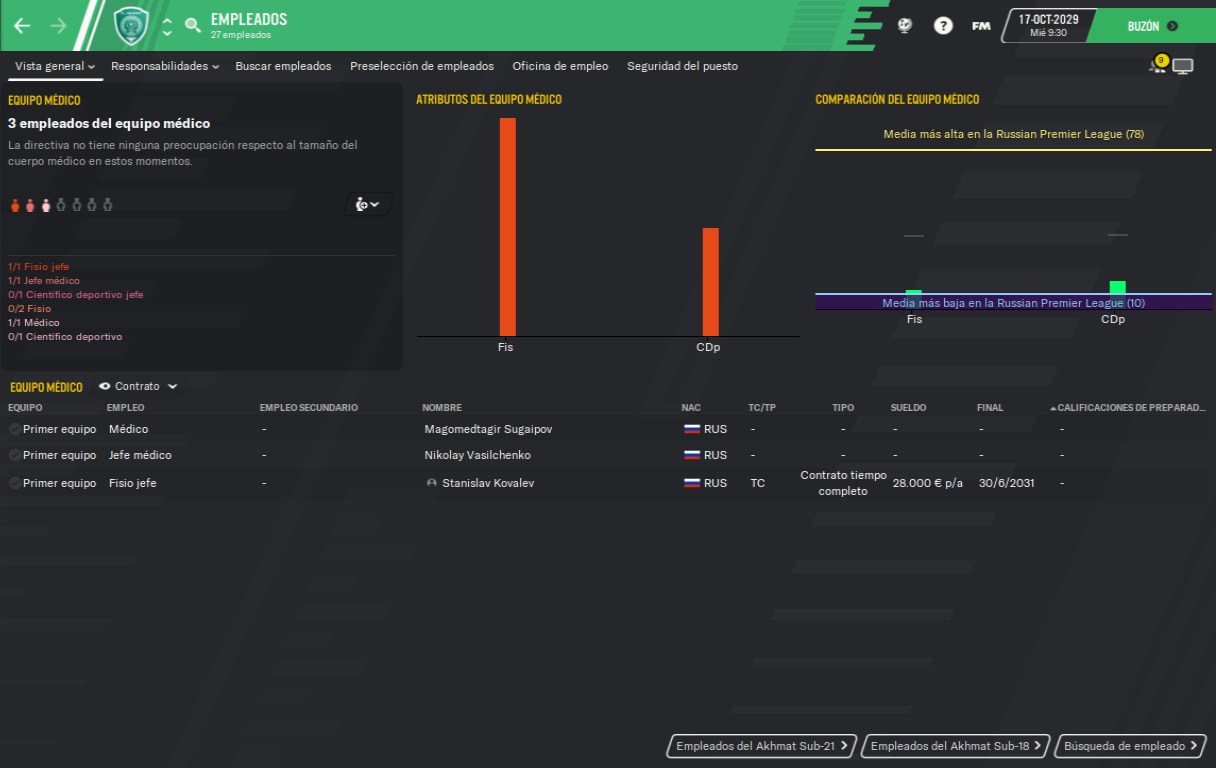 EMPLEADOS
27 empleados
FM
17-OCT-2029
Mié 9:30
BUZÓN
Vista general
Responsabilidades
Buscar empleados
Preselección de empleados
Oficina de empleo
Seguridad del puesto
9
EQUIPO MÉDICO
3 empleados del equipo médico
La directiva no tiene ninguna preocupación respecto al tamaño del
cuerpo médico en estos momentos.
1/1 Fisio jefe
1/1 Jefe médico
0/1 Científico deportivo jefe
0/2 Fisio
1/1 Médico
0/1 Científico deportivo
ATRIBUTOS DEL EQUIPO MÉDICO
Fis
CDp
COMPARACIÓN DEL EQUIPO MÉDICO
Media más alta en la Russian Premier League (78)
Media más baja en la Russian Premier League (10)
Fis
CDp
EQUIPO MÉDICO
Contrato
EQUIPO EMPLEO EMPLEO SECUNDARIO NOMBRE NAC TC/TP TIPO SUELDO FINAL CALIFICACIONES DE PREPARAD...
Primer equipo Médico - Magomedtagir Sugaipov RUS - - - - -
Primer equipo Jefe médico - Nikolay Vasilchenko RUS - - - - -
Primer equipo Fisio jefe - Stanislav Kovalev RUS TC Contrato tiempo completo 28.000 € p/a 30/6/2031 -
Empleados del Akhmat Sub-21
Empleados del Akhmat Sub-18
Búsqueda de empleado